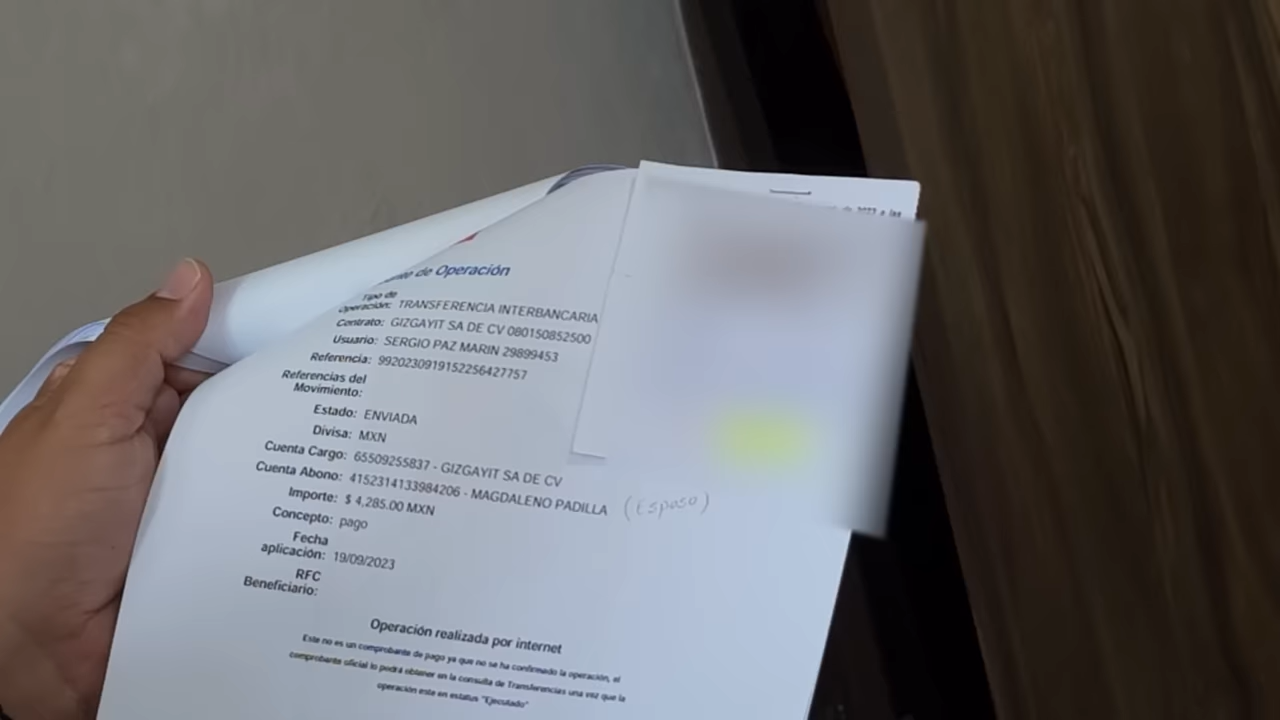 de Operación
Tipo de
Operación: TRANSFERENCIA INTERBANCARIA
Contrato: GIZGAYIT SA DE CV 080150852500
Usuario: SERGIO PAZ MARIN 29899453
Referencia: 9920230919152256427757
Referencias del
Movimiento:
Estado: ENVIADA
Divisa: MXN
Cuenta Cargo: 65509255837 - GIZGAYIT SA DE CV
Cuenta Abono: 4152314133984206 - MAGDALENO PADILLA (Esposo)
Importe: $ 4,285.00 MXN
Concepto: pago
Fecha
aplicación: 19/09/2023
RFC
Beneficiario:
Operación realizada por internet
Este no es un comprobante de pago ya que no se ha confirmado la operación, el
comprobante oficial lo podrá obtener en la consulta de Transferencias una vez que la
operación este en estatus "Ejecutado"